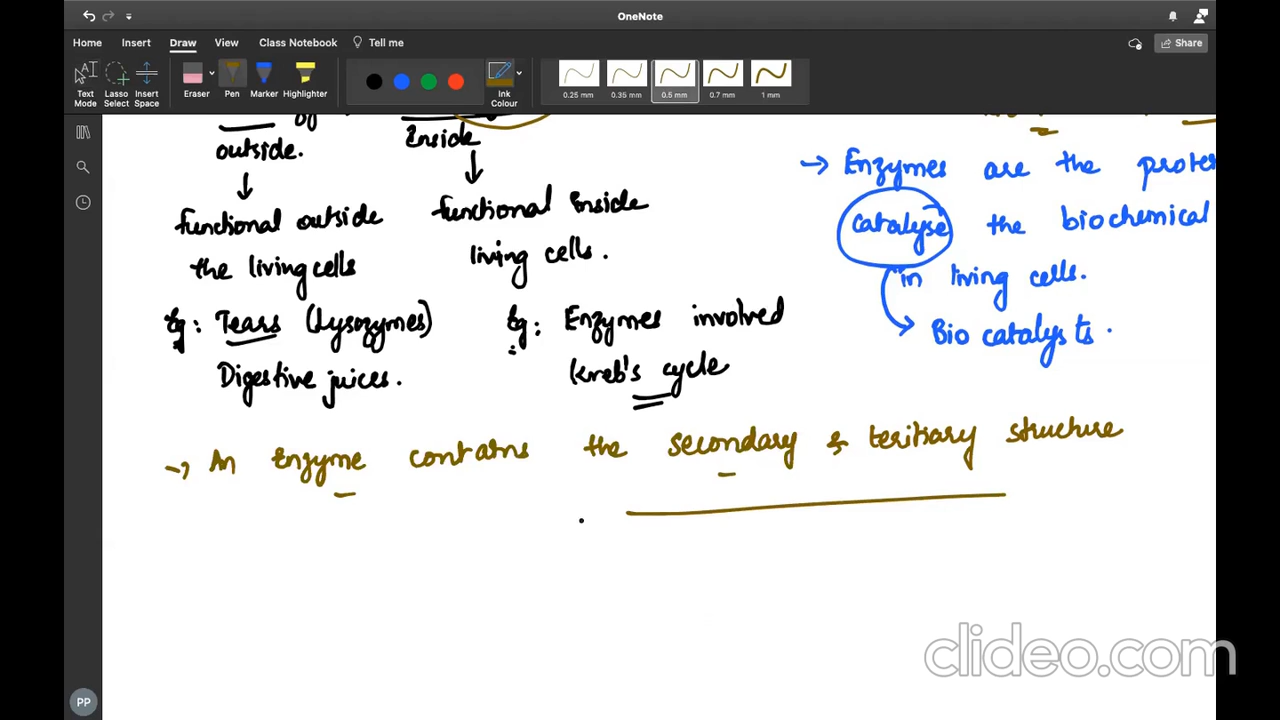 OneNote
Home Insert Draw View Class Notebook Tell me
Share
Text Mode
Lasso Select
Insert Space
Eraser
Pen
Marker
Highlighter
Ink Colour
0.25 mm
0.35 mm
0.5 mm
0.7 mm
1 mm
outside.
Inside
functional outside
the living cells
Eg: Tears (Lysozymes)
Digestive juices.
functional Inside
living cells.
Eg: Enzymes involved
Kreb's cycle
→ Enzymes are the protei
catalyse the biochemical
in living cells.
Bio catalysts.
→ An Enzyme contains the secondary & teritiary structure
PP
clideo.com